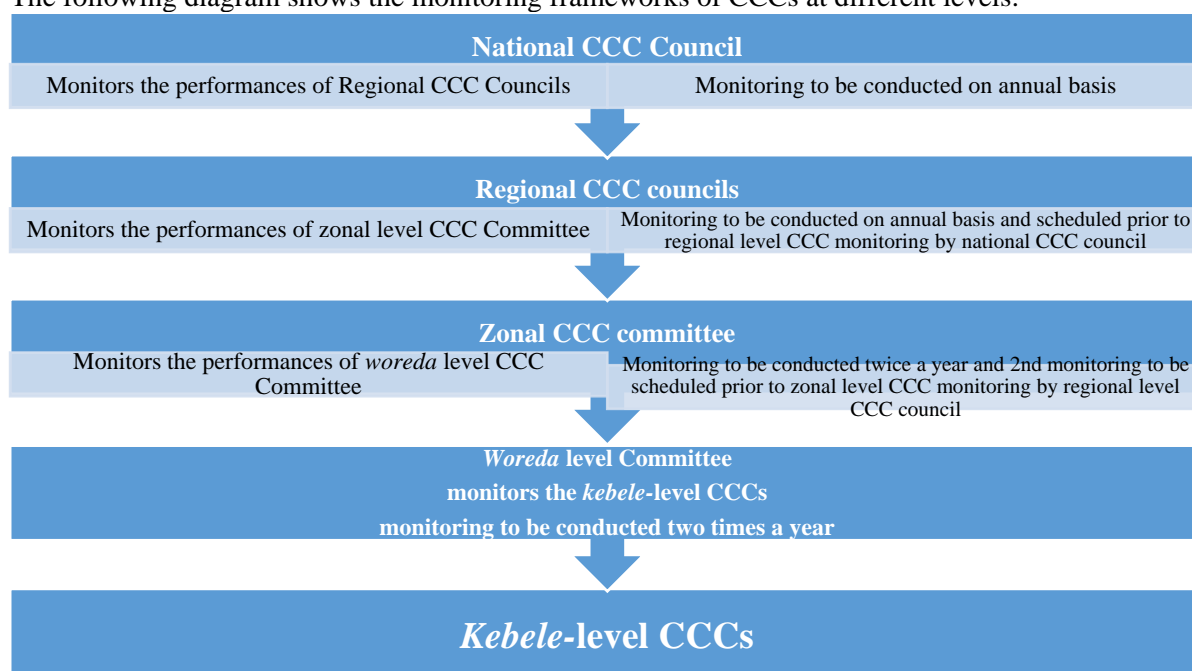 The following diagram shows the monitoring frameworks of CCCs at different levels:
National CCC Council
Monitors the performances of Regional CCC Councils
Monitoring to be conducted on annual basis
Regional CCC councils
Monitors the performances of zonal level CCC Committee
Monitoring to be conducted on annual basis and scheduled prior to
regional level CCC monitoring by national CCC council
Zonal CCC committee
Monitors the performances of woreda level CCC
Committee
Monitoring to be conducted twice a year and 2nd monitoring to be
scheduled prior to zonal level CCC monitoring by regional level
CCC council
Woreda level Committee
monitors the kebele-level CCCs
monitoring to be conducted two times a year
Kebele-level CCCs